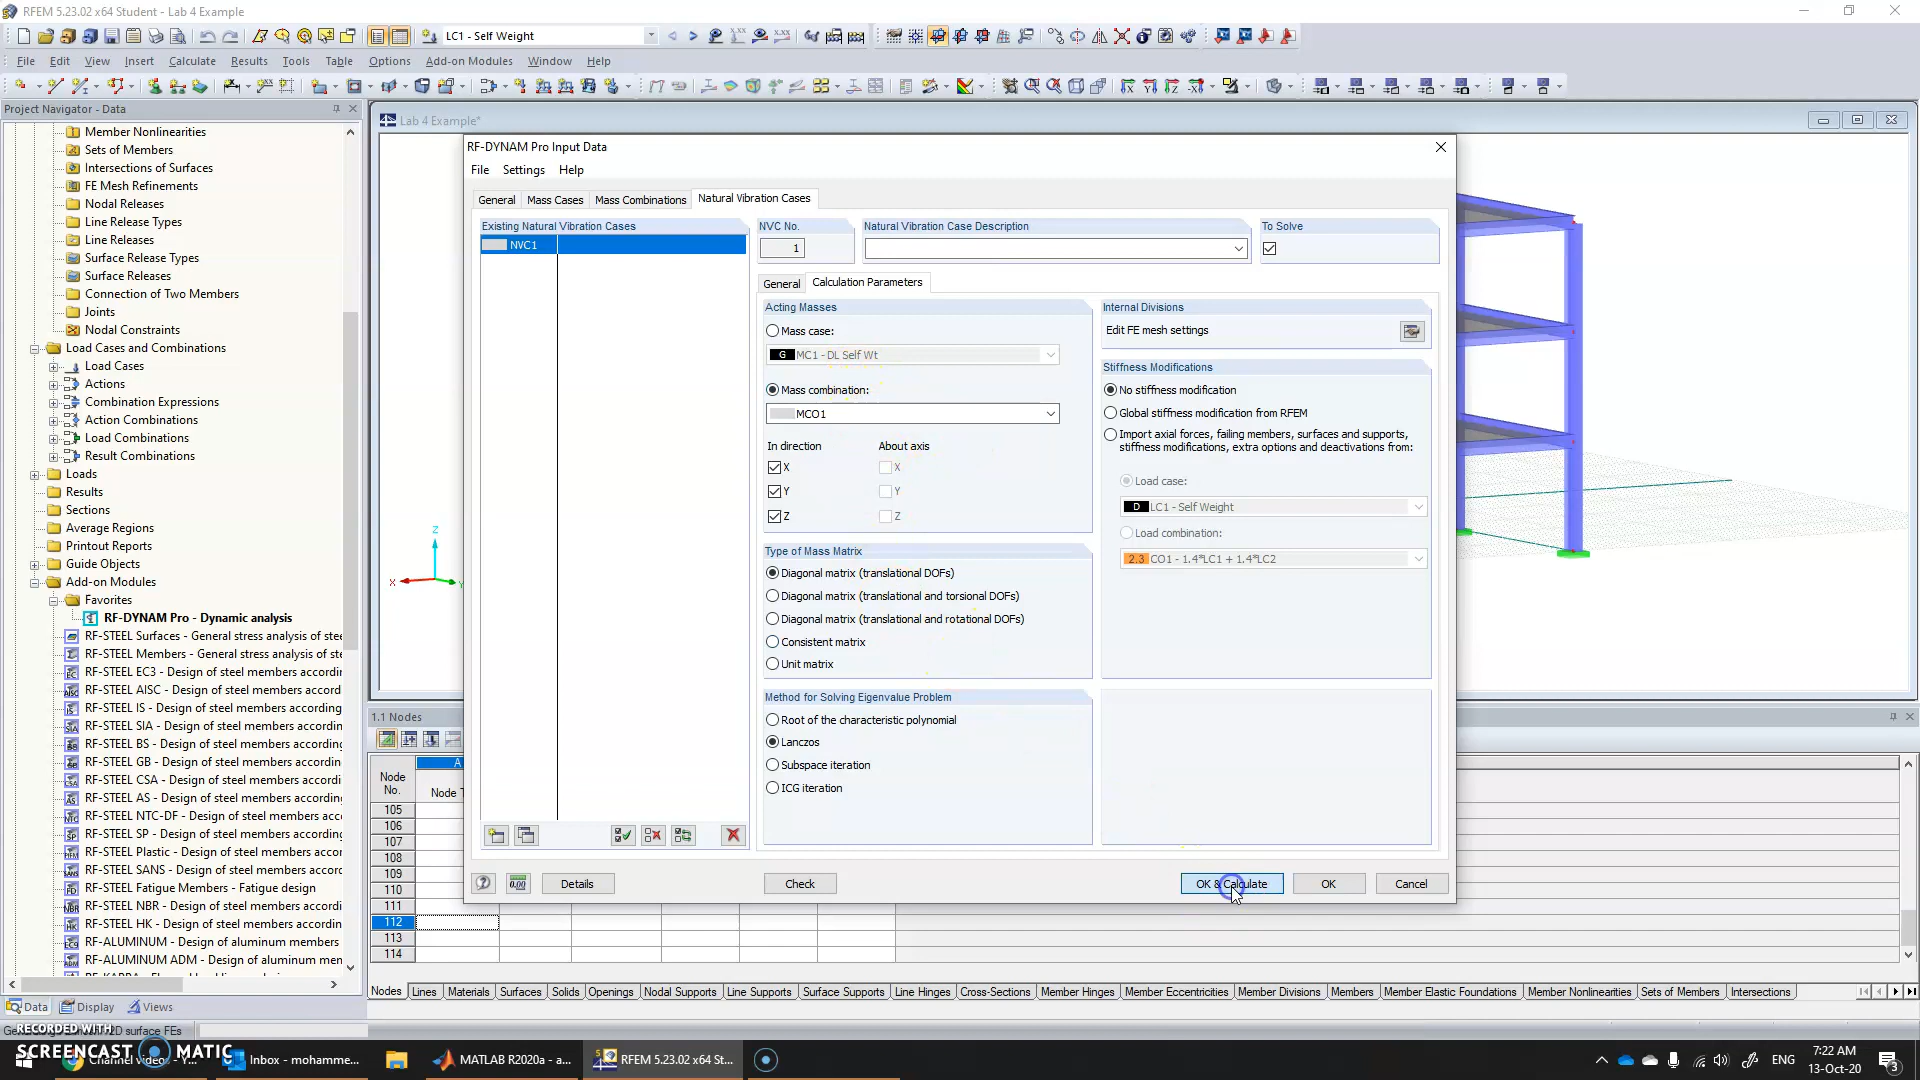 RFEM 5.23.02 x64 Student - Lab 4 Example
LC1 - Self Weight
File Edit View Insert Calculate Results Tools Table Options Add-on Modules Window Help
Project Navigator - Data
Member Nonlinearities
Sets of Members
Intersections of Surfaces
FE Mesh Refinements
Nodal Releases
Line Release Types
Line Releases
Surface Release Types
Surface Releases
Connection of Two Members
Joints
Nodal Constraints
Load Cases and Combinations
Load Cases
Actions
Combination Expressions
Action Combinations
Load Combinations
Result Combinations
Loads
Results
Sections
Average Regions
Printout Reports
Guide Objects
Add-on Modules
Favorites
RF-DYNAM Pro - Dynamic analysis
RF-STEEL Surfaces - General stress analysis of stee
RF-STEEL Members - General stress analysis of ste
RF-STEEL EC3 - Design of steel members accordin
RF-STEEL AISC - Design of steel members accord
RF-STEEL IS - Design of steel members according
RF-STEEL SIA - Design of steel members accordin
RF-STEEL BS - Design of steel members according
RF-STEEL GB - Design of steel members accordin
RF-STEEL CSA - Design of steel members accordi
RF-STEEL AS - Design of steel members accordin
RF-STEEL NTC-DF - Design of steel members acc
RF-STEEL SP - Design of steel members accordin
RF-STEEL Plastic - Design of steel members accor
RF-STEEL SANS - Design of steel members accor
RF-STEEL Fatigue Members - Fatigue design
RF-STEEL NBR - Design of steel members accordi
RF-STEEL HK - Design of steel members accordin
RF-ALUMINUM - Design of aluminum members
RF-ALUMINUM ADM - Design of aluminum men
Data Display Views
Lab 4 Example*
Z
X
Y
RF-DYNAM Pro Input Data
File Settings Help
General Mass Cases Mass Combinations Natural Vibration Cases
Existing Natural Vibration Cases
NVC1
NVC No.
1
Natural Vibration Case Description
To Solve
General Calculation Parameters
Acting Masses
Mass case:
G MC1 - DL Self Wt
Mass combination:
MCO1
In direction About axis
X X
Y Y
Z Z
Type of Mass Matrix
Diagonal matrix (translational DOFs)
Diagonal matrix (translational and torsional DOFs)
Diagonal matrix (translational and rotational DOFs)
Consistent matrix
Unit matrix
Method for Solving Eigenvalue Problem
Root of the characteristic polynomial
Lanczos
Subspace iteration
ICG iteration
Internal Divisions
Edit FE mesh settings
Stiffness Modifications
No stiffness modification
Global stiffness modification from RFEM
Import axial forces, failing members, surfaces and supports,
stiffness modifications, extra options and deactivations from:
Load case:
D LC1 - Self Weight
Load combination:
2.3 CO1 - 1.4*LC1 + 1.4*LC2
Details Check OK & Calculate OK Cancel
1.1 Nodes
A
Node
No.
Node T
105
106
107
108
109
110
111
112
113
114
Nodes Lines Materials Surfaces Solids Openings Nodal Supports Line Supports Surface Supports Line Hinges Cross-Sections Member Hinges Member Eccentricities Member Divisions Members Member Elastic Foundations Member Nonlinearities Sets of Members Intersections
RECORDED WITH
SCREENCAST MATIC
Channel video
Inbox - mohamme...
MATLAB R2020a - a...
RFEM 5.23.02 x64 St...
ENG
7:22 AM
13-Oct-20
3